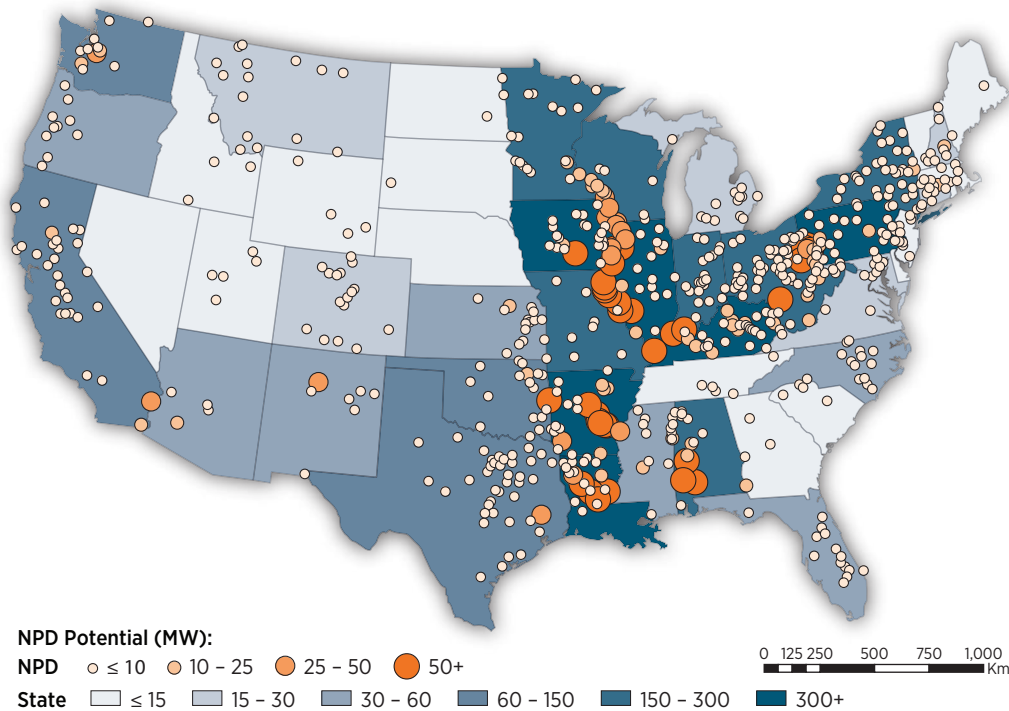 NPD Potential (MW):
NPD ≤ 10 10 – 25 25 – 50 50+
0 125 250 500 750 1,000
Km
State ≤ 15 15 – 30 30 – 60 60 – 150 150 – 300 300+